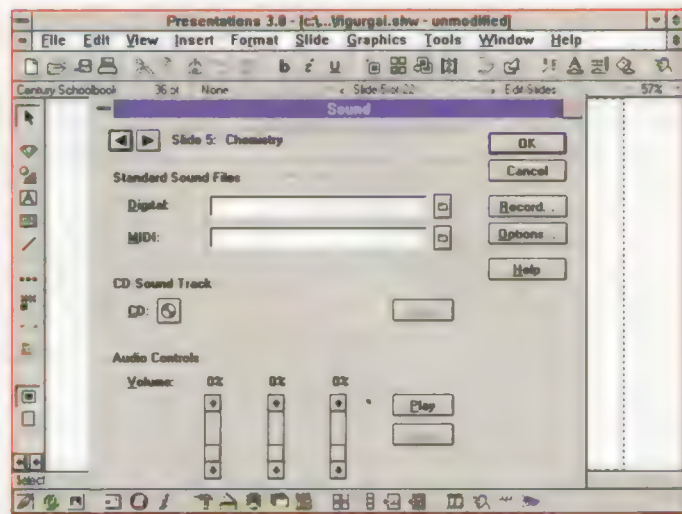 Presentations 3.0 - [c:\...\figurgal.shw - unmodified]
File Edit View Insert Format Slide Graphics Tools Window Help
b i u
Century Schoolbook 36 pt None Slide 5 of 22 Edit Slides 57%
Sound
Slide 5: Chemistry
OK
Cancel
Standard Sound Files
Digital:
Record...
MIDI:
Options...
Help
CD Sound Track
CD:
Audio Controls
Volume: 0% 0% 0%
Play
Select